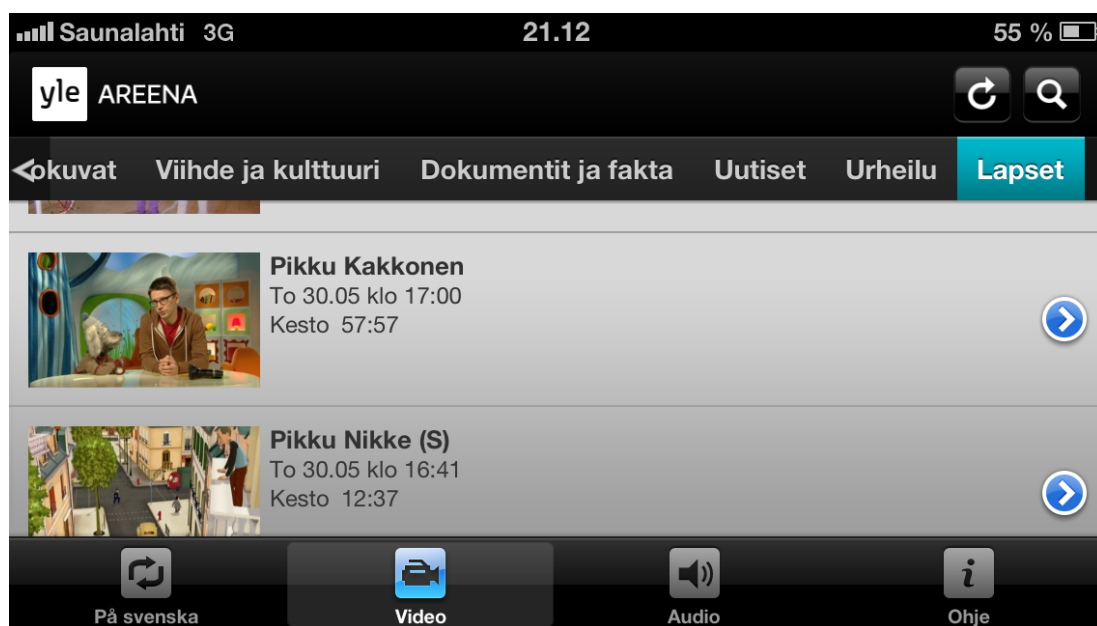 Saunalahti 3G 21.12 55 %
yle AREENA
okuvat Viihde ja kulttuuri Dokumentit ja fakta Uutiset Urheilu Lapset
Pikku Kakkonen
To 30.05 klo 17:00
Kesto 57:57
Pikku Nikke (S)
To 30.05 klo 16:41
Kesto 12:37
På svenska Video Audio Ohje